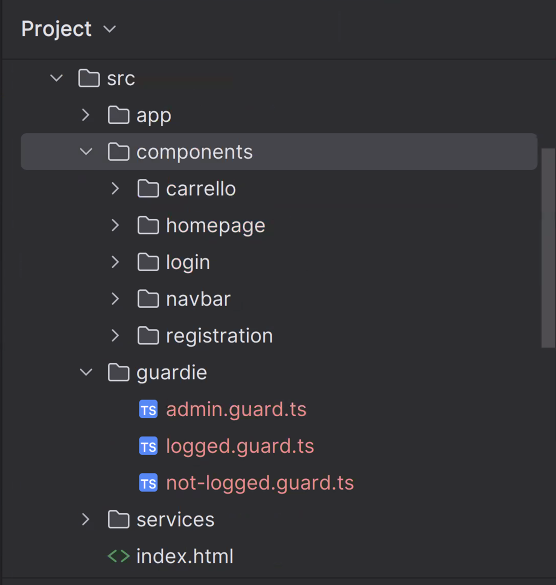 Project
src
app
components
carrello
homepage
login
navbar
registration
guardie
TS admin.guard.ts
TS logged.guard.ts
TS not-logged.guard.ts
services
<> index.html